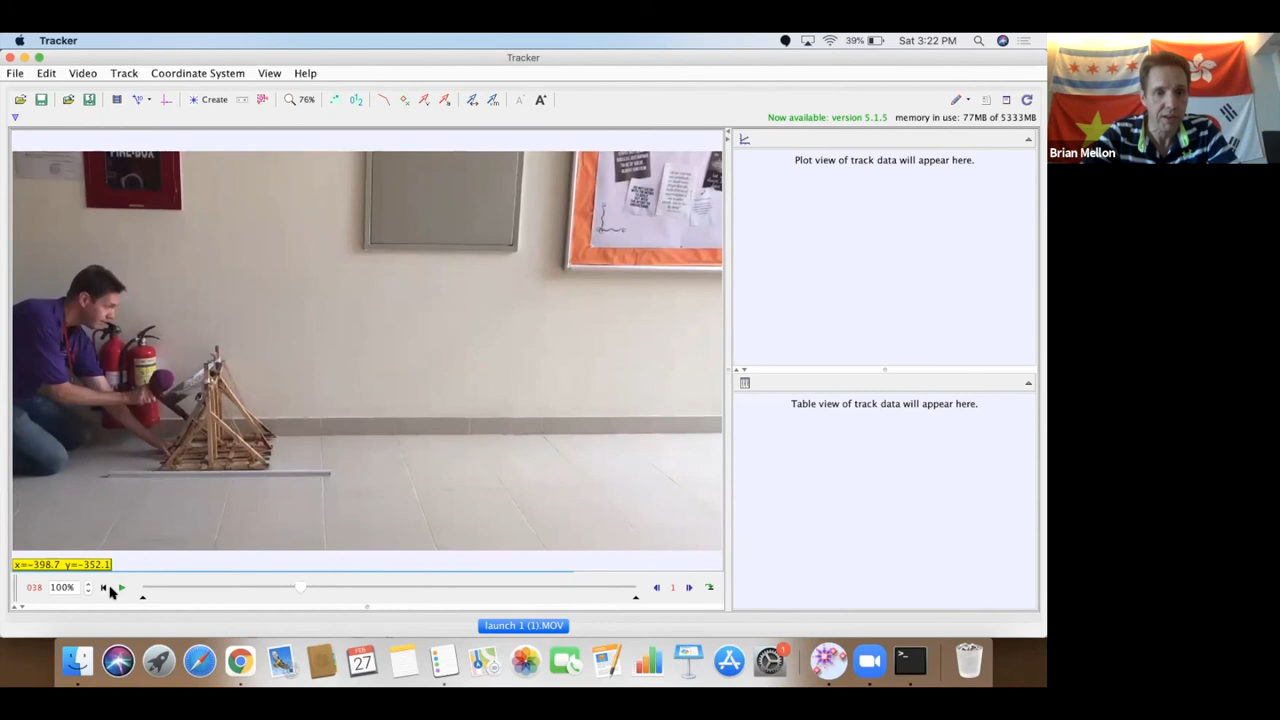 Tracker 39% Sat 3:22 PM
Tracker
File Edit Video Track Coordinate System View Help
Create 76%
Now available: version 5.1.5 memory in use: 77MB of 5333MB
Plot view of track data will appear here.
Brian Mellon
FIRE BOX
Table view of track data will appear here.
x=-398.7 y=-352.1
038 100% 1
launch 1 (1).MOV
FEB
27
1